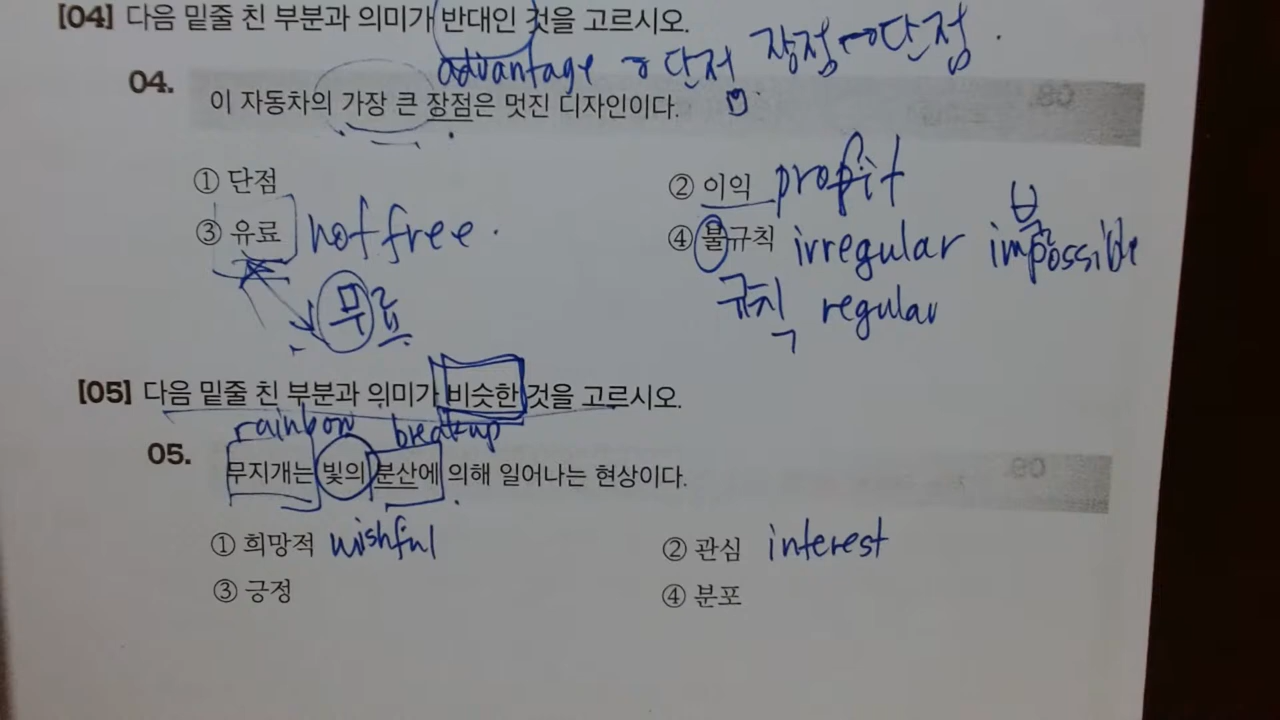 [04] 다음 밑줄 친 부분과 의미가 반대인 것을 고르시오.
advantage ↔ 단점 장점 ↔ 단점.
04.
이 자동차의 가장 큰 장점은 멋진 디자인이다.
① 단점
② 이익 profit
③ 유료 not free.
④ 불규칙 irregular impossible
불
무료
규칙 regular
[05] 다음 밑줄 친 부분과 의미가 비슷한 것을 고르시오.
rainbow break up
05.
무지개는 빛의 분산에 의해 일어나는 현상이다.
① 희망적 wishful
② 관심 interest
③ 긍정
④ 분포